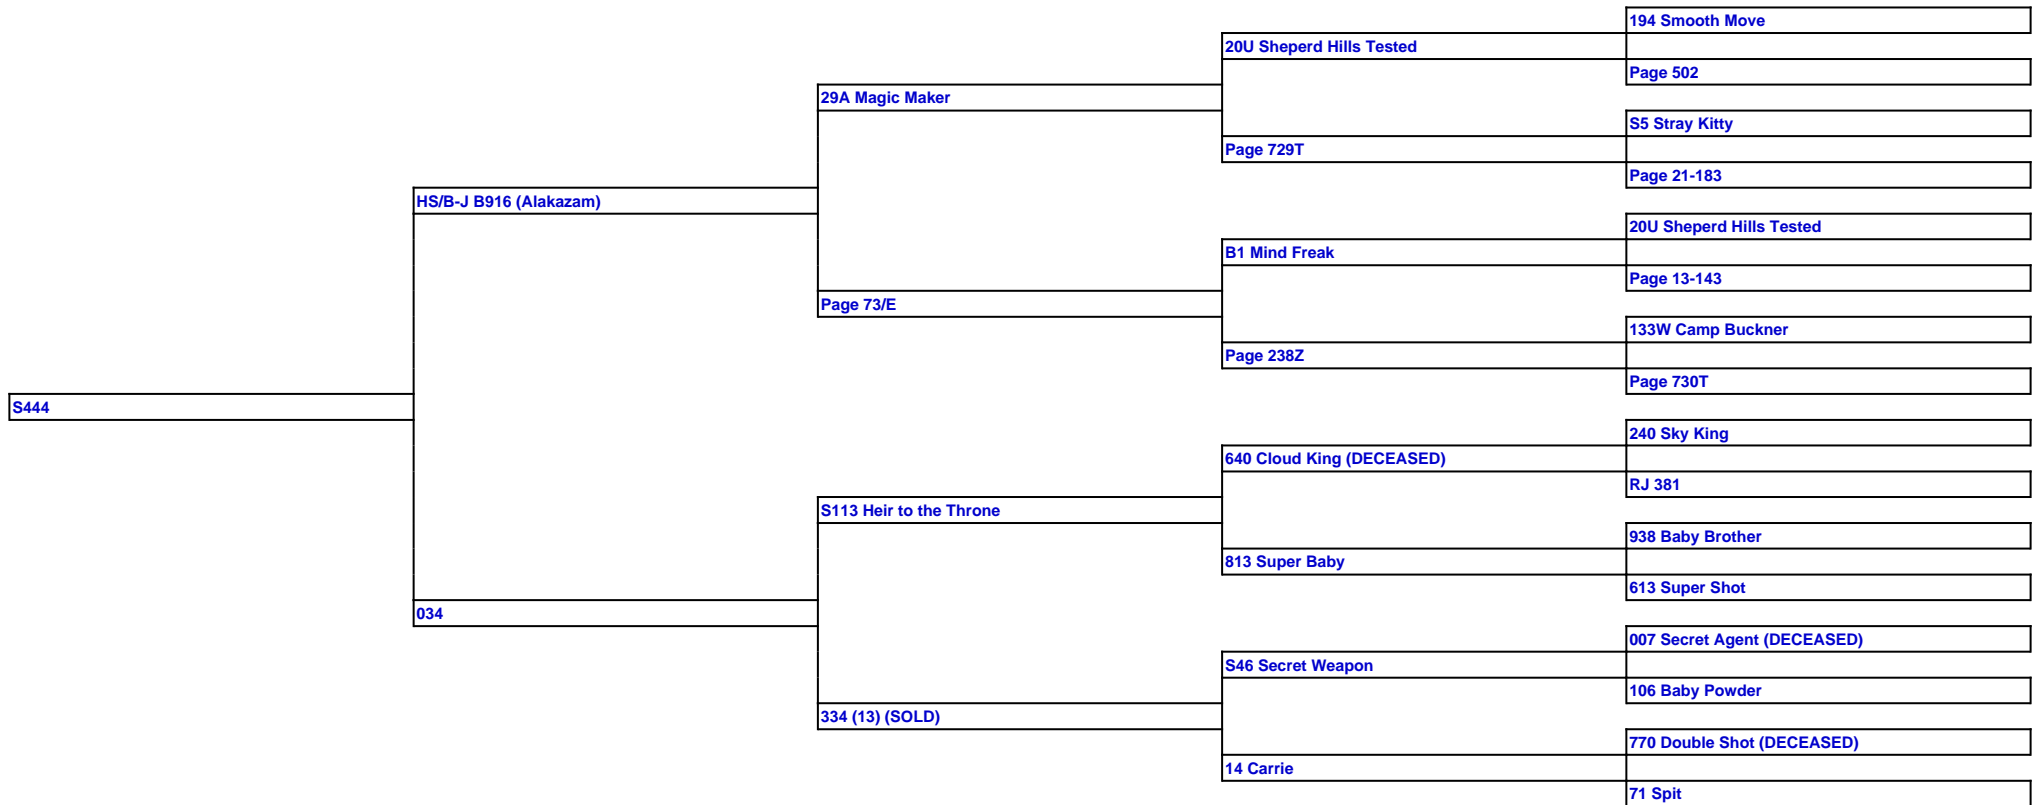 194 Smooth Move
20U Sheperd Hills Tested
Page 502
29A Magic Maker
S5 Stray Kitty
Page 729T
Page 21-183
HS/B-J B916 (Alakazam)
20U Sheperd Hills Tested
B1 Mind Freak
Page 13-143
Page 73/E
133W Camp Buckner
Page 238Z
Page 730T
S444
240 Sky King
640 Cloud King (DECEASED)
RJ 381
S113 Heir to the Throne
938 Baby Brother
813 Super Baby
613 Super Shot
034
007 Secret Agent (DECEASED)
S46 Secret Weapon
106 Baby Powder
334 (13) (SOLD)
770 Double Shot (DECEASED)
14 Carrie
71 Spit